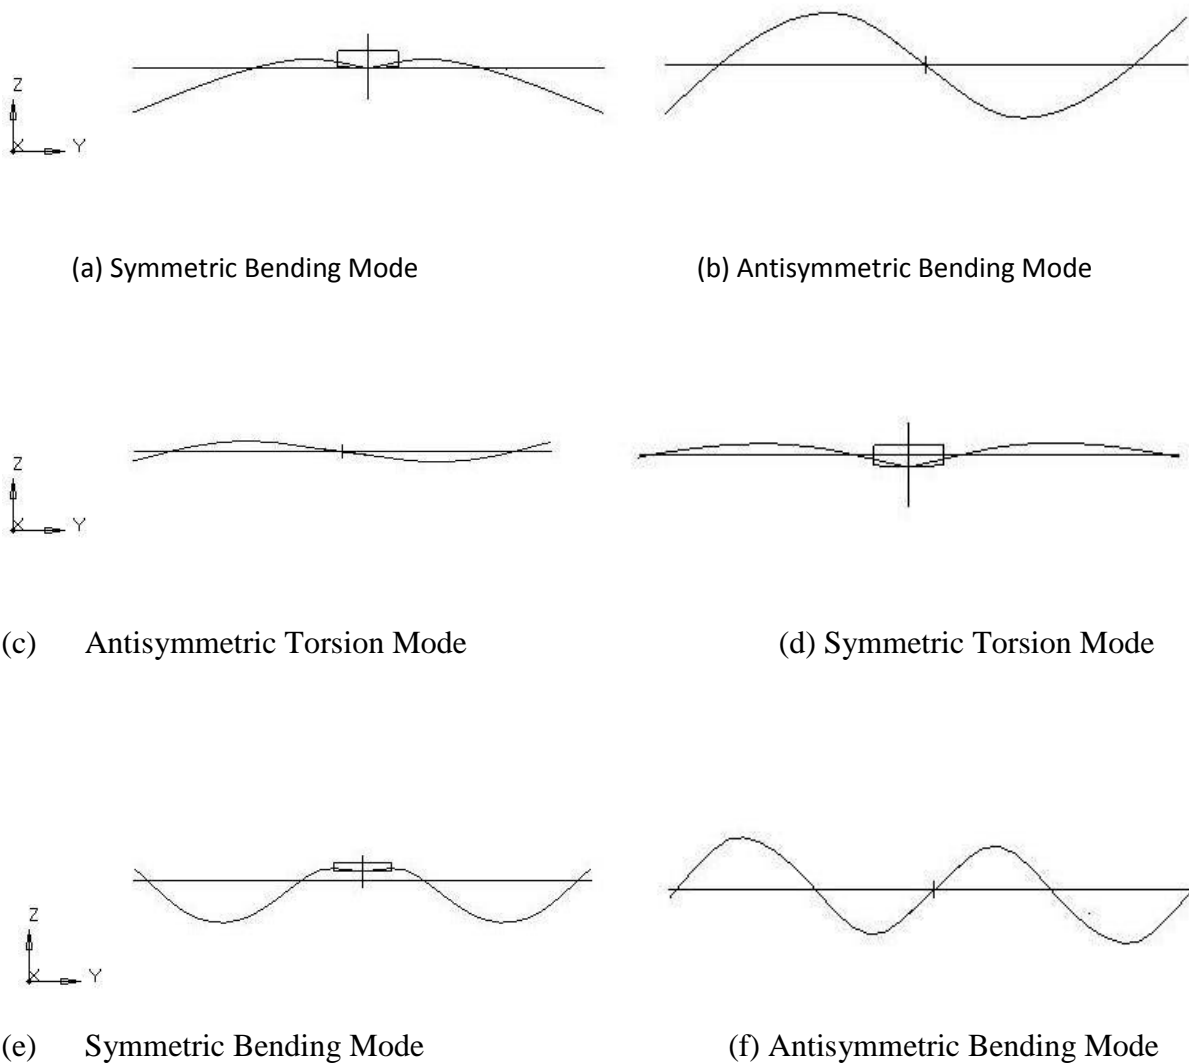 Z
X Y
(a) Symmetric Bending Mode (b) Antisymmetric Bending Mode
Z
X Y
(c) Antisymmetric Torsion Mode (d) Symmetric Torsion Mode
Z
X Y
(e) Symmetric Bending Mode (f) Antisymmetric Bending Mode